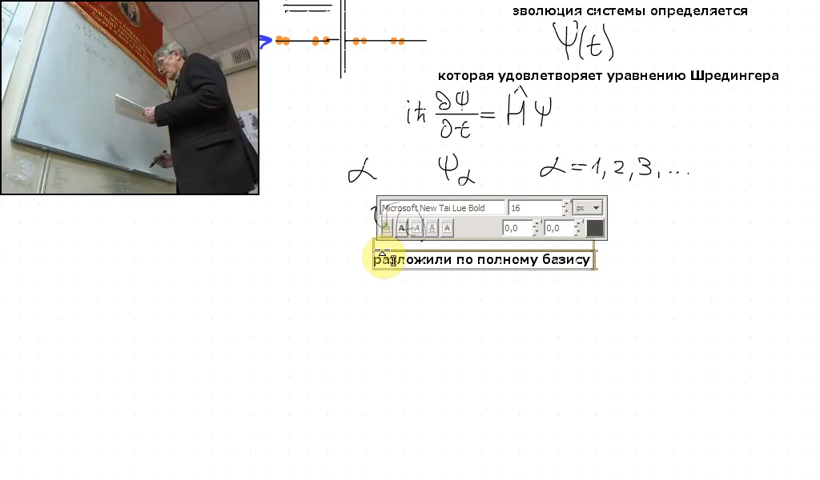 эволюция системы определяется
Ψ(t)
которая удовлетворяет уравнению Шредингера
iħ ∂Ψ/∂t = ĤΨ
α Ψ_α α = 1, 2, 3, ...
Microsoft New Tai Lue Bold 16 px
A A A A 0,0 0,0
разложили по полному базису